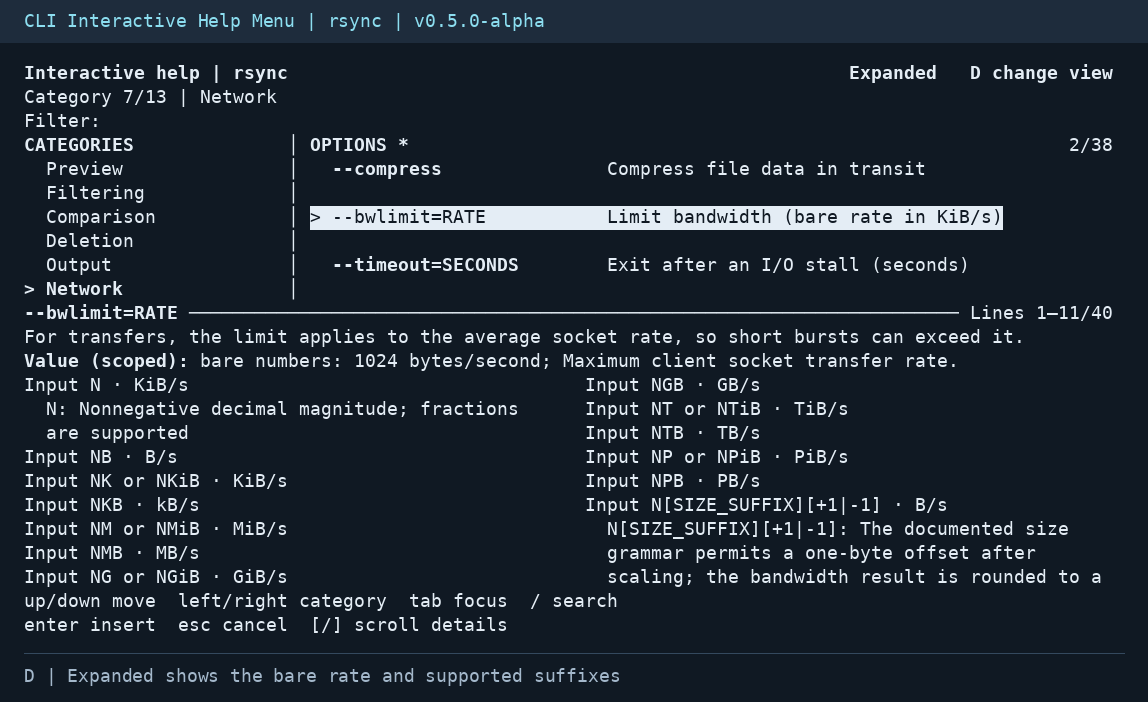 CLI Interactive Help Menu | rsync | v0.5.0-alpha
Interactive help | rsync Expanded D change view
Category 7/13 | Network
Filter:
CATEGORIES │ OPTIONS * 2/38
Preview │ --compress Compress file data in transit
Filtering │
Comparison │ > --bwlimit=RATE Limit bandwidth (bare rate in KiB/s)
Deletion │
Output │ --timeout=SECONDS Exit after an I/O stall (seconds)
> Network │
--bwlimit=RATE ────────── Lines 1–11/40
For transfers, the limit applies to the average socket rate, so short bursts can exceed it.
Value (scoped): bare numbers: 1024 bytes/second; Maximum client socket transfer rate.
Input N · KiB/s
N: Nonnegative decimal magnitude; fractions
are supported
Input NB · B/s
Input NK or NKiB · KiB/s
Input NKB · kB/s
Input NM or NMiB · MiB/s
Input NMB · MB/s
Input NG or NGiB · GiB/s
Input NGB · GB/s
Input NT or NTiB · TiB/s
Input NTB · TB/s
Input NP or NPiB · PiB/s
Input NPB · PB/s
Input N[SIZE_SUFFIX][+1|-1] · B/s
N[SIZE_SUFFIX][+1|-1]: The documented size
grammar permits a one-byte offset after
scaling; the bandwidth result is rounded to a
up/down move left/right category tab focus / search
enter insert esc cancel [/] scroll details
D | Expanded shows the bare rate and supported suffixes